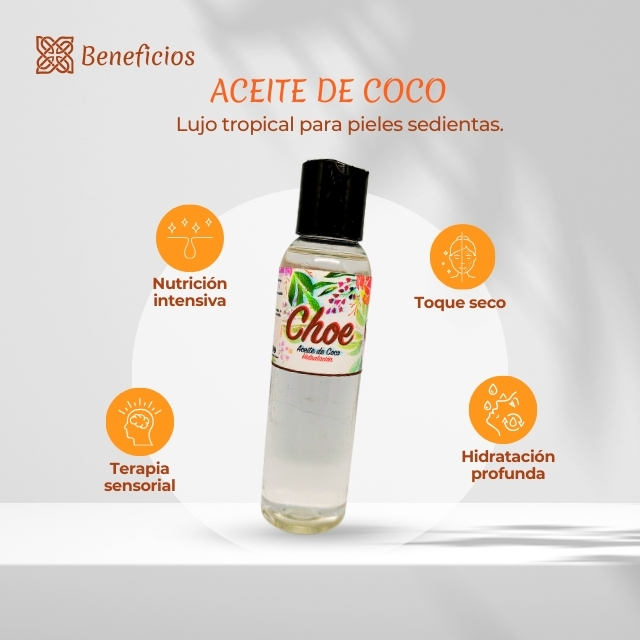 Beneficios
ACEITE DE COCO
Lujo tropical para pieles sedientas.
Nutrición
intensiva
Toque seco
Choe
Aceite de Coco
Hidratación
Terapia
sensorial
Hidratación
profunda